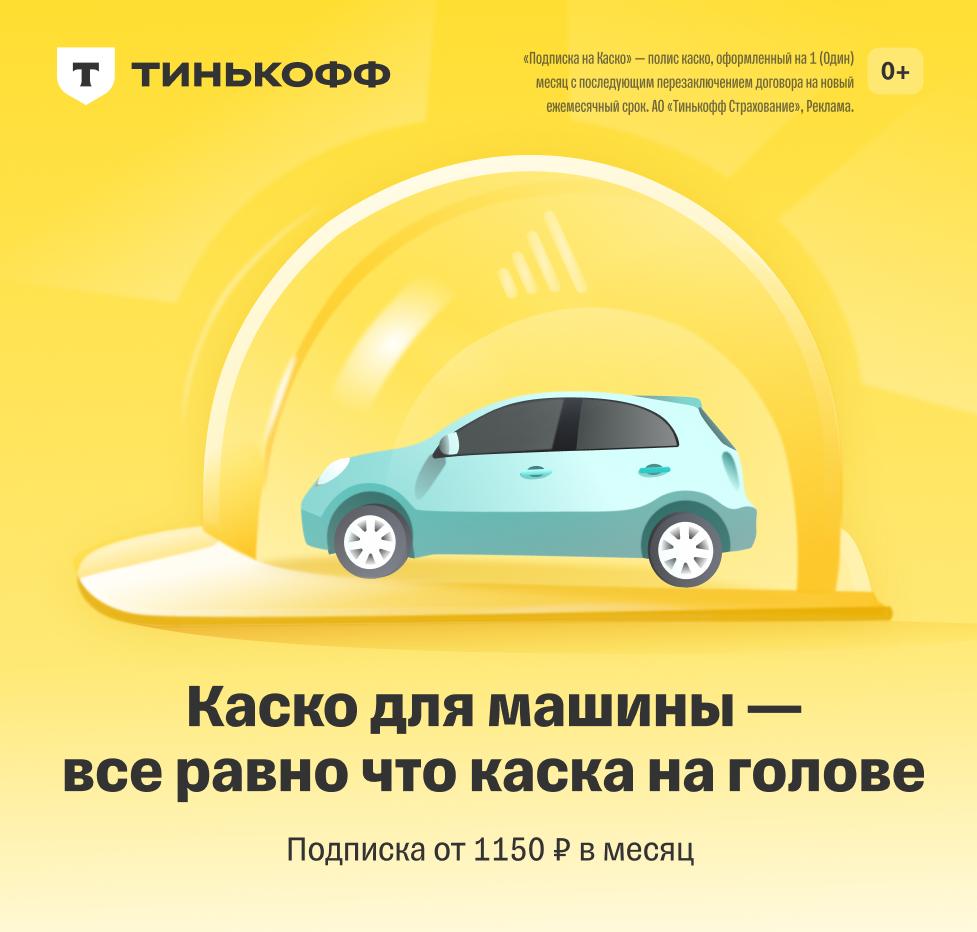 Т ТИНЬКОФФ
«Подписка на Каско» — полис каско, оформленный на 1 (Один)
месяц с последующим перезаключением договора на новый
ежемесячный срок. АО «Тинькофф Страхование», Реклама.
0+
Каско для машины —
все равно что каска на голове
Подписка от 1150 ₽ в месяц